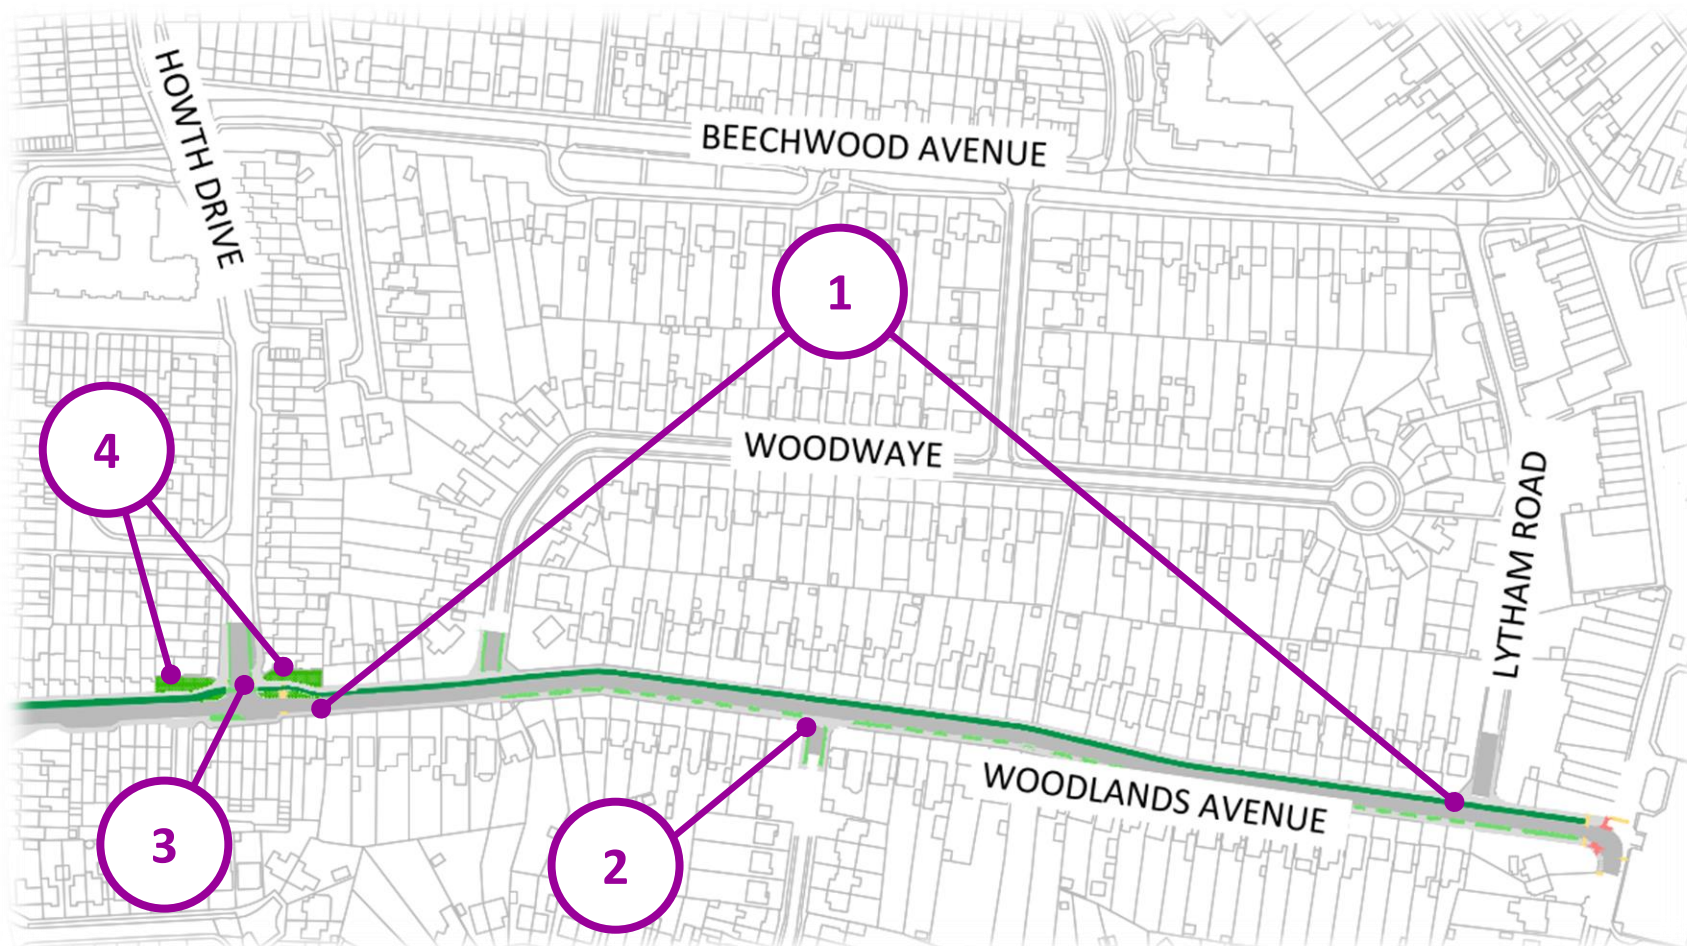 HOWTH DRIVE
BEECHWOOD AVENUE
1
4
WOODWAYE
LYTHAM ROAD
WOODLANDS AVENUE
3
2